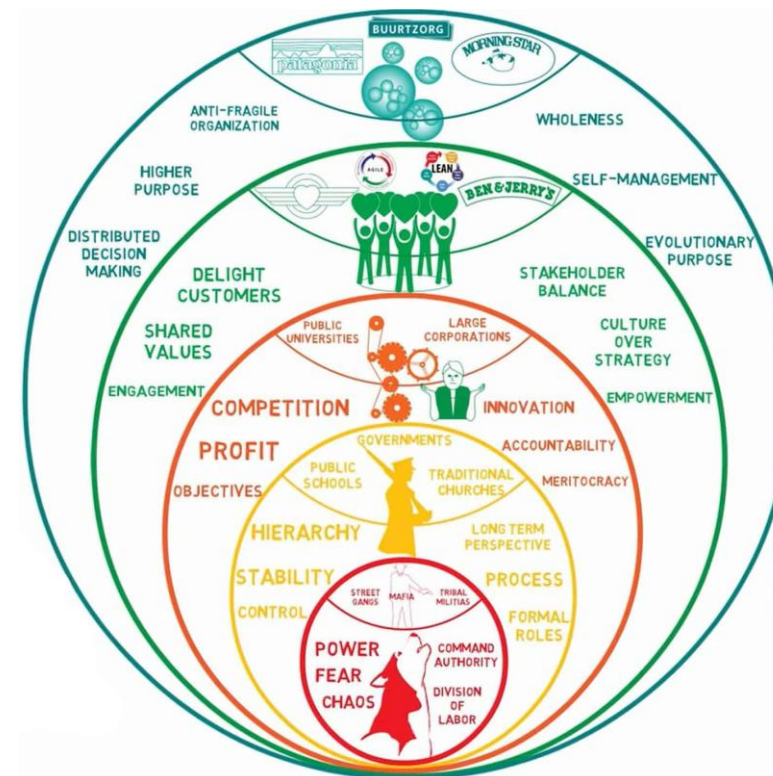 BUURTZORG
patagonia
MORNING STAR
ANTI-FRAGILE
ORGANIZATION
WHOLENESS
HIGHER
PURPOSE
SELF-MANAGEMENT
DISTRIBUTED
DECISION
MAKING
EVOLUTIONARY
PURPOSE
AGILE
LEAN
BEN & JERRY'S
DELIGHT
CUSTOMERS
STAKEHOLDER
BALANCE
SHARED
VALUES
CULTURE
OVER
STRATEGY
ENGAGEMENT
EMPOWERMENT
PUBLIC
UNIVERSITIES
LARGE
CORPORATIONS
COMPETITION
INNOVATION
PROFIT
ACCOUNTABILITY
OBJECTIVES
MERITOCRACY
GOVERNMENTS
PUBLIC
SCHOOLS
TRADITIONAL
CHURCHES
HIERARCHY
LONG TERM
PERSPECTIVE
STABILITY
PROCESS
CONTROL
FORMAL
ROLES
STREET
GANGS
MAFIA
TRIBAL
MILITIAS
POWER
FEAR
CHAOS
COMMAND
AUTHORITY
DIVISION
OF
LABOR